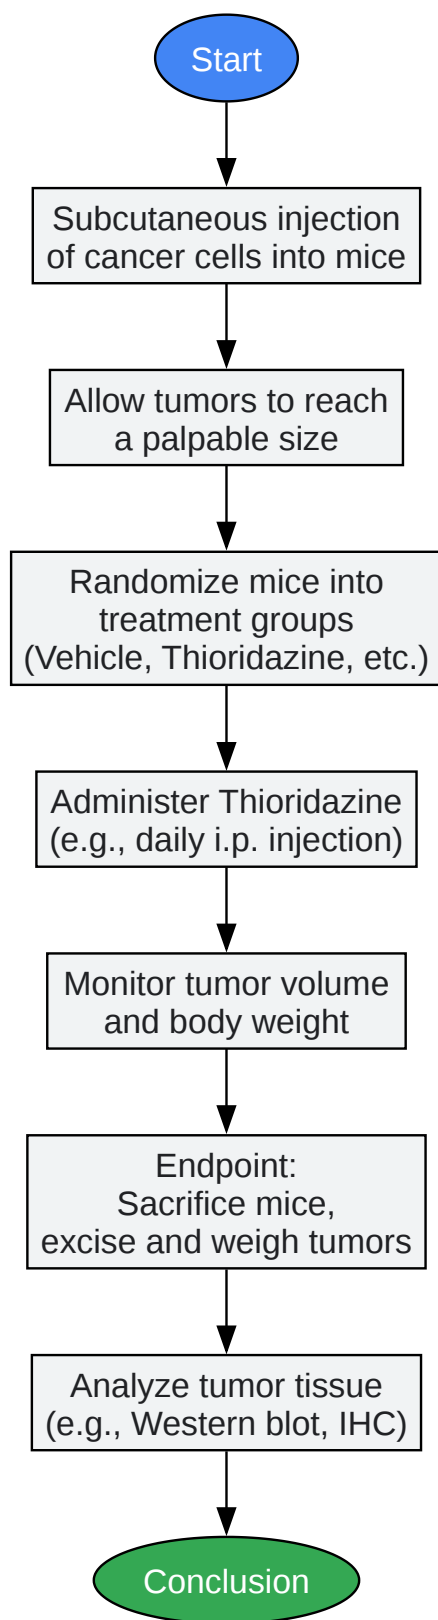 Start
Subcutaneous injection
of cancer cells into mice
Allow tumors to reach
a palpable size
Randomize mice into
treatment groups
(Vehicle, Thioridazine, etc.)
Administer Thioridazine
(e.g., daily i.p. injection)
Monitor tumor volume
and body weight
Endpoint:
Sacrifice mice,
excise and weigh tumors
Analyze tumor tissue
(e.g., Western blot, IHC)
Conclusion